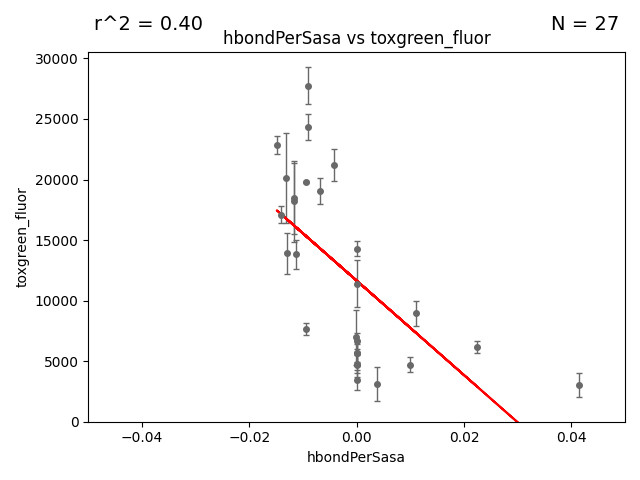 r^2 = 0.40
N = 27
hbondPerSasa vs toxgreen_fluor
30000
25000
20000
15000
10000
5000
0
toxgreen_fluor
−0.04
−0.02
0.00
0.02
0.04
hbondPerSasa